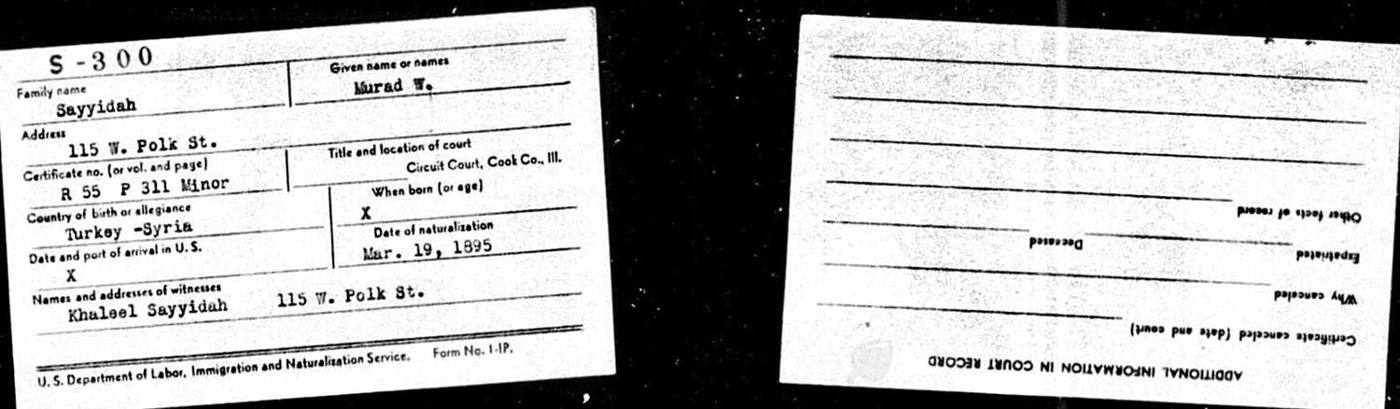 S-300
Family name
Sayyidah
Given name or names
Murad W.
Address
115 W. Polk St.
Certificate no. (or vol. and page)
R 55 P 311 Minor
Title and location of court
Circuit Court, Cook Co., Ill.
Country of birth or allegiance
Turkey -Syria
When born (or age)
X
Date and port of arrival in U. S.
X
Date of naturalization
Mar. 19, 1895
Names and addresses of witnesses
Khaleel Sayyidah 115 W. Polk St.
U. S. Department of Labor, Immigration and Naturalization Service. Form No. 1-IP.
ADDITIONAL INFORMATION IN COURT RECORD
Certificate canceled (date and court)
Why canceled
Expatriated Deceased
Other facts of record